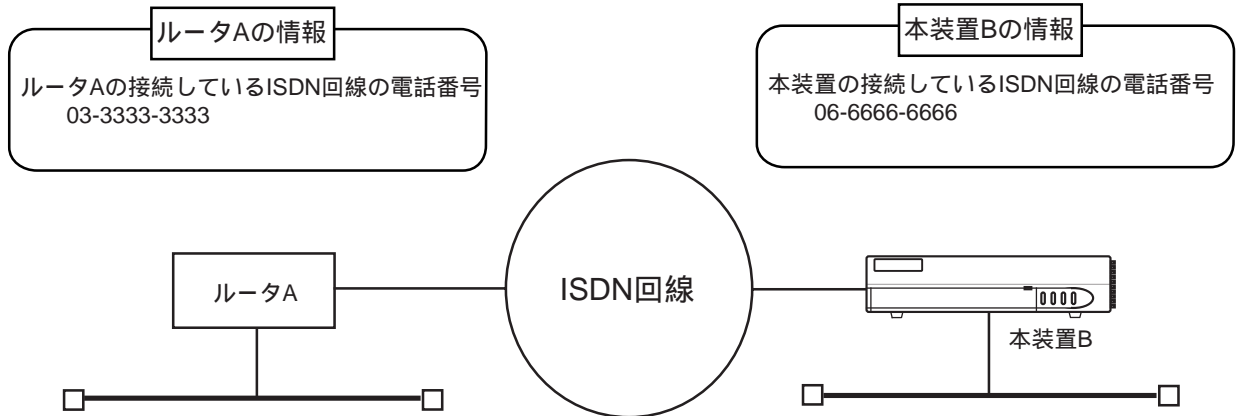 ルータAの情報
ルータAの接続しているISDN回線の電話番号
03-3333-3333
本装置Bの情報
本装置の接続しているISDN回線の電話番号
06-6666-6666
ルータA
ISDN回線
本装置B